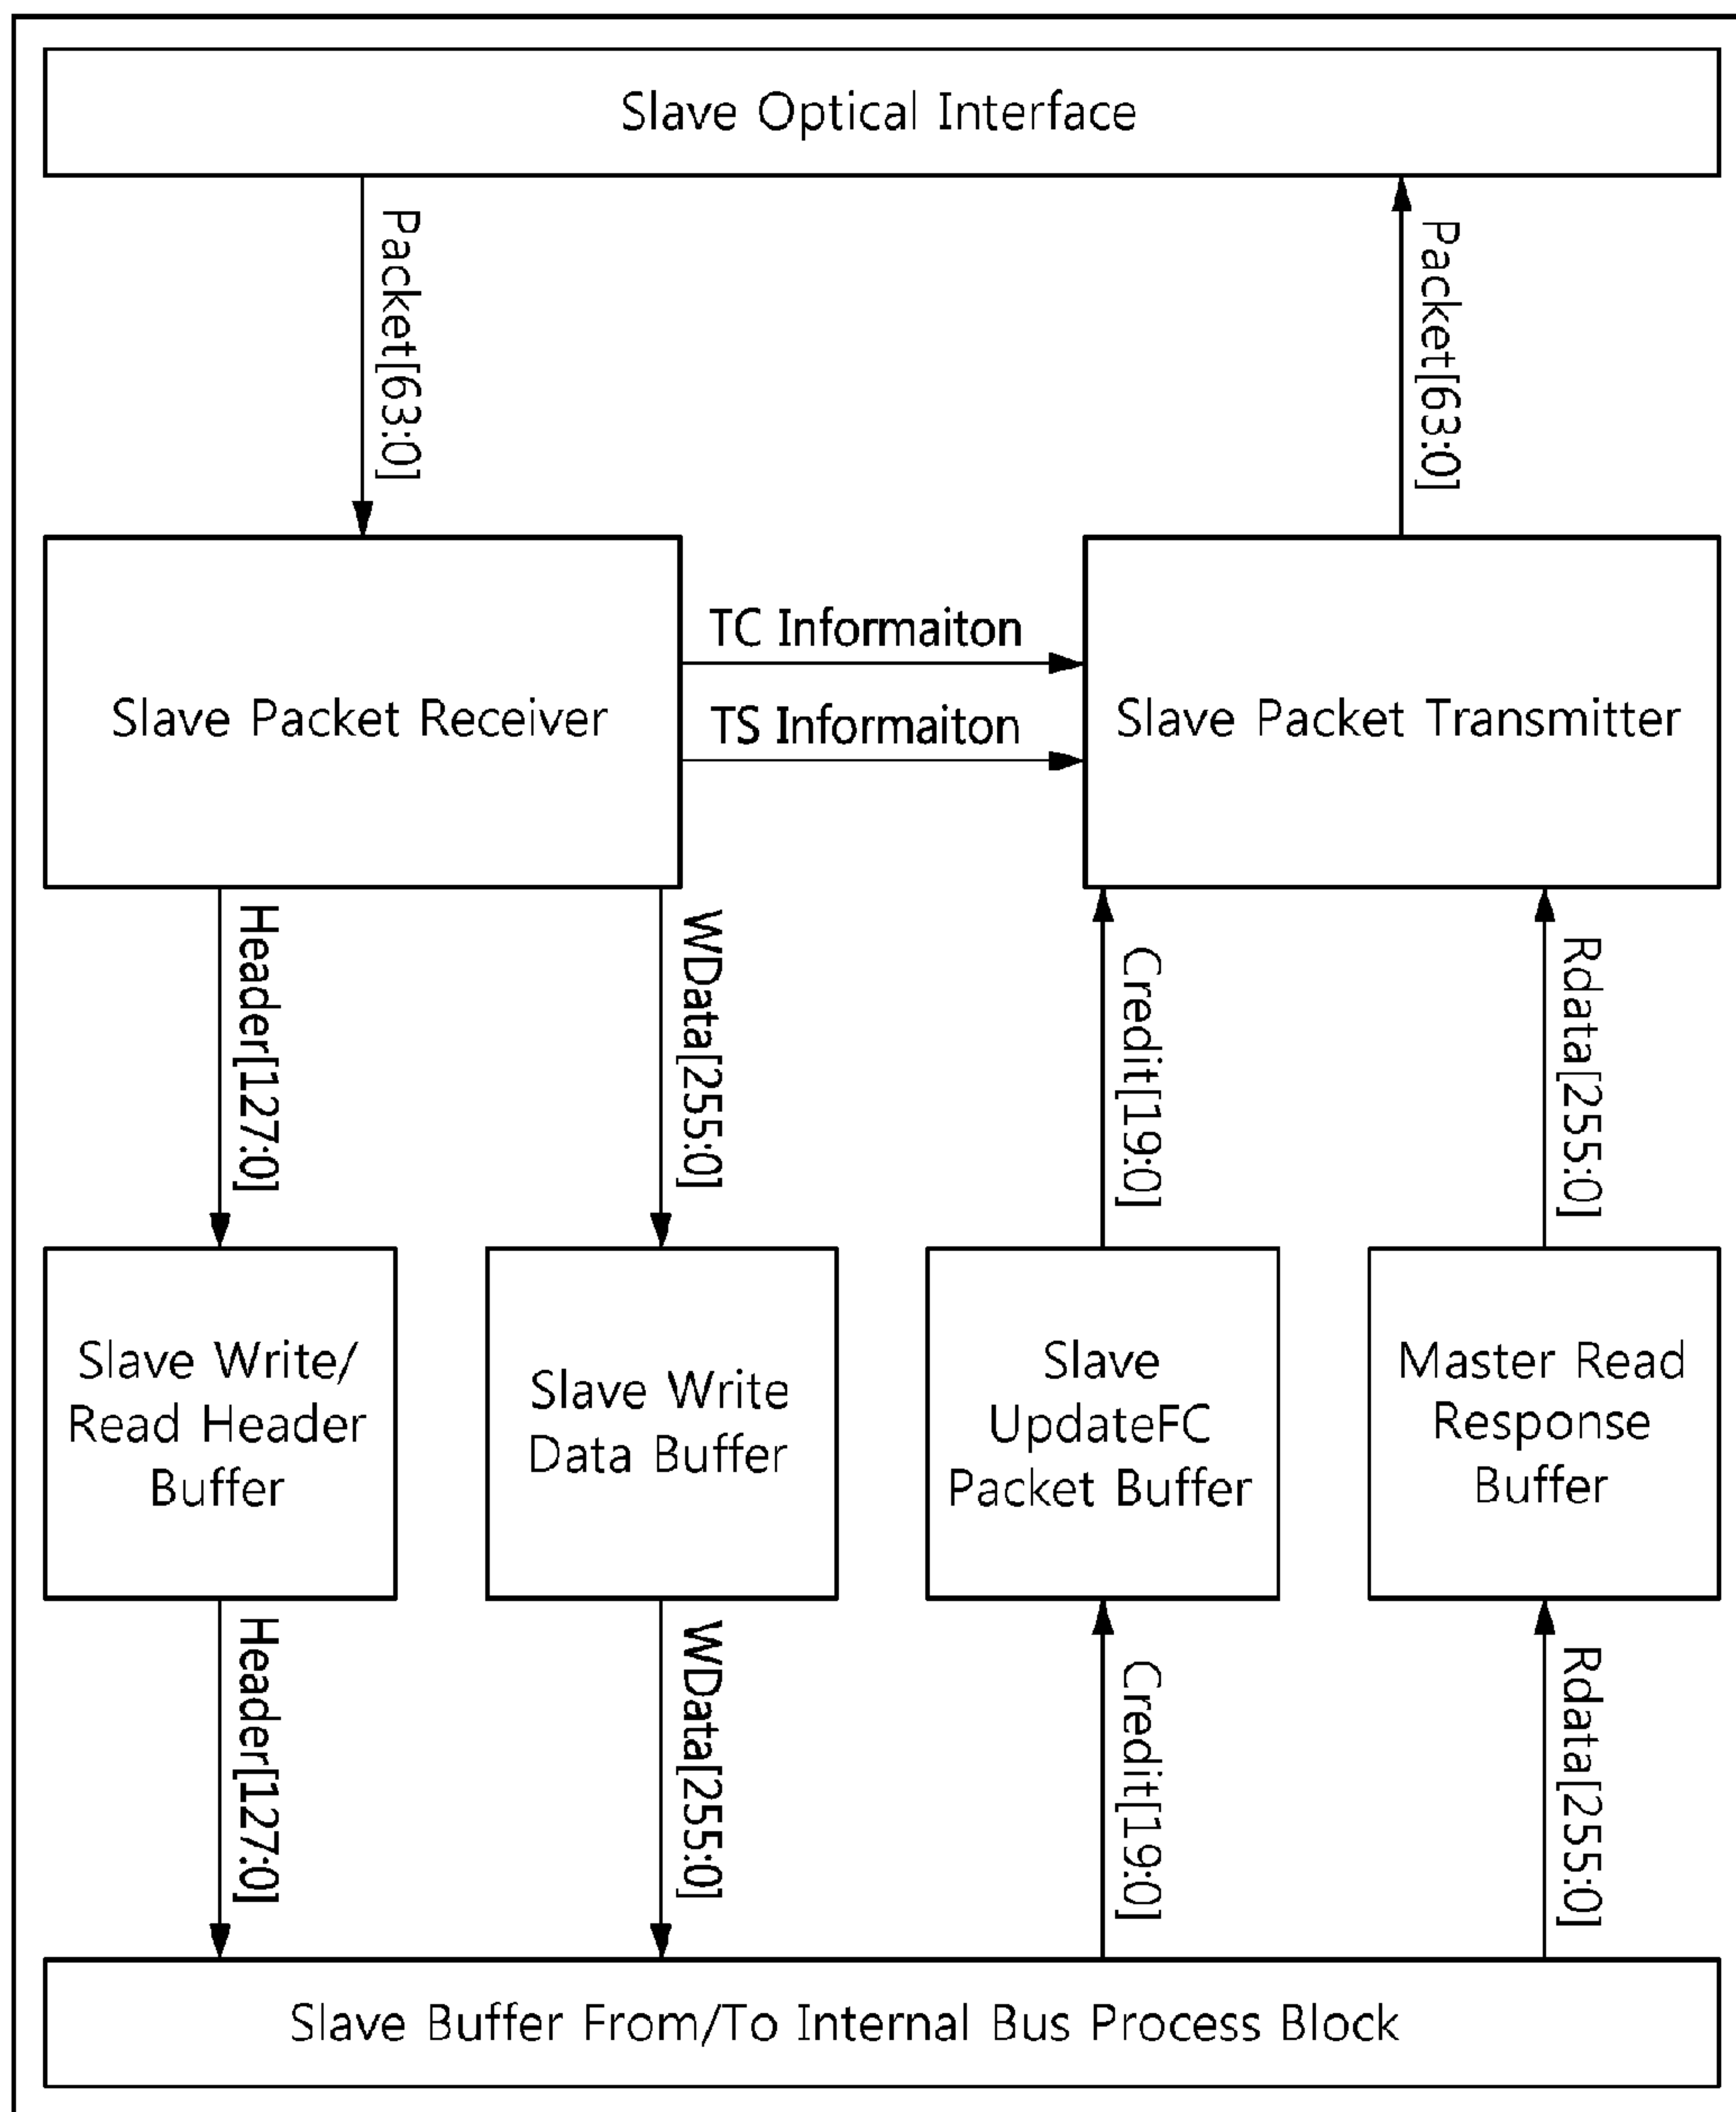 Slave Optical Interface
Packet[63:0]
Packet[63:0]
Slave Packet Receiver
TC Informaiton
TS Informaiton
Slave Packet Transmitter
Header[127:0]
WData[255:0]
Credit[19:0]
Rdata[255:0]
Slave Write/
Read Header
Buffer
Slave Write
Data Buffer
Slave
UpdateFC
Packet Buffer
Master Read
Response
Buffer
Header[127:0]
WData[255:0]
Credit[19:0]
Rdata[255:0]
Slave Buffer From/To Internal Bus Process Block